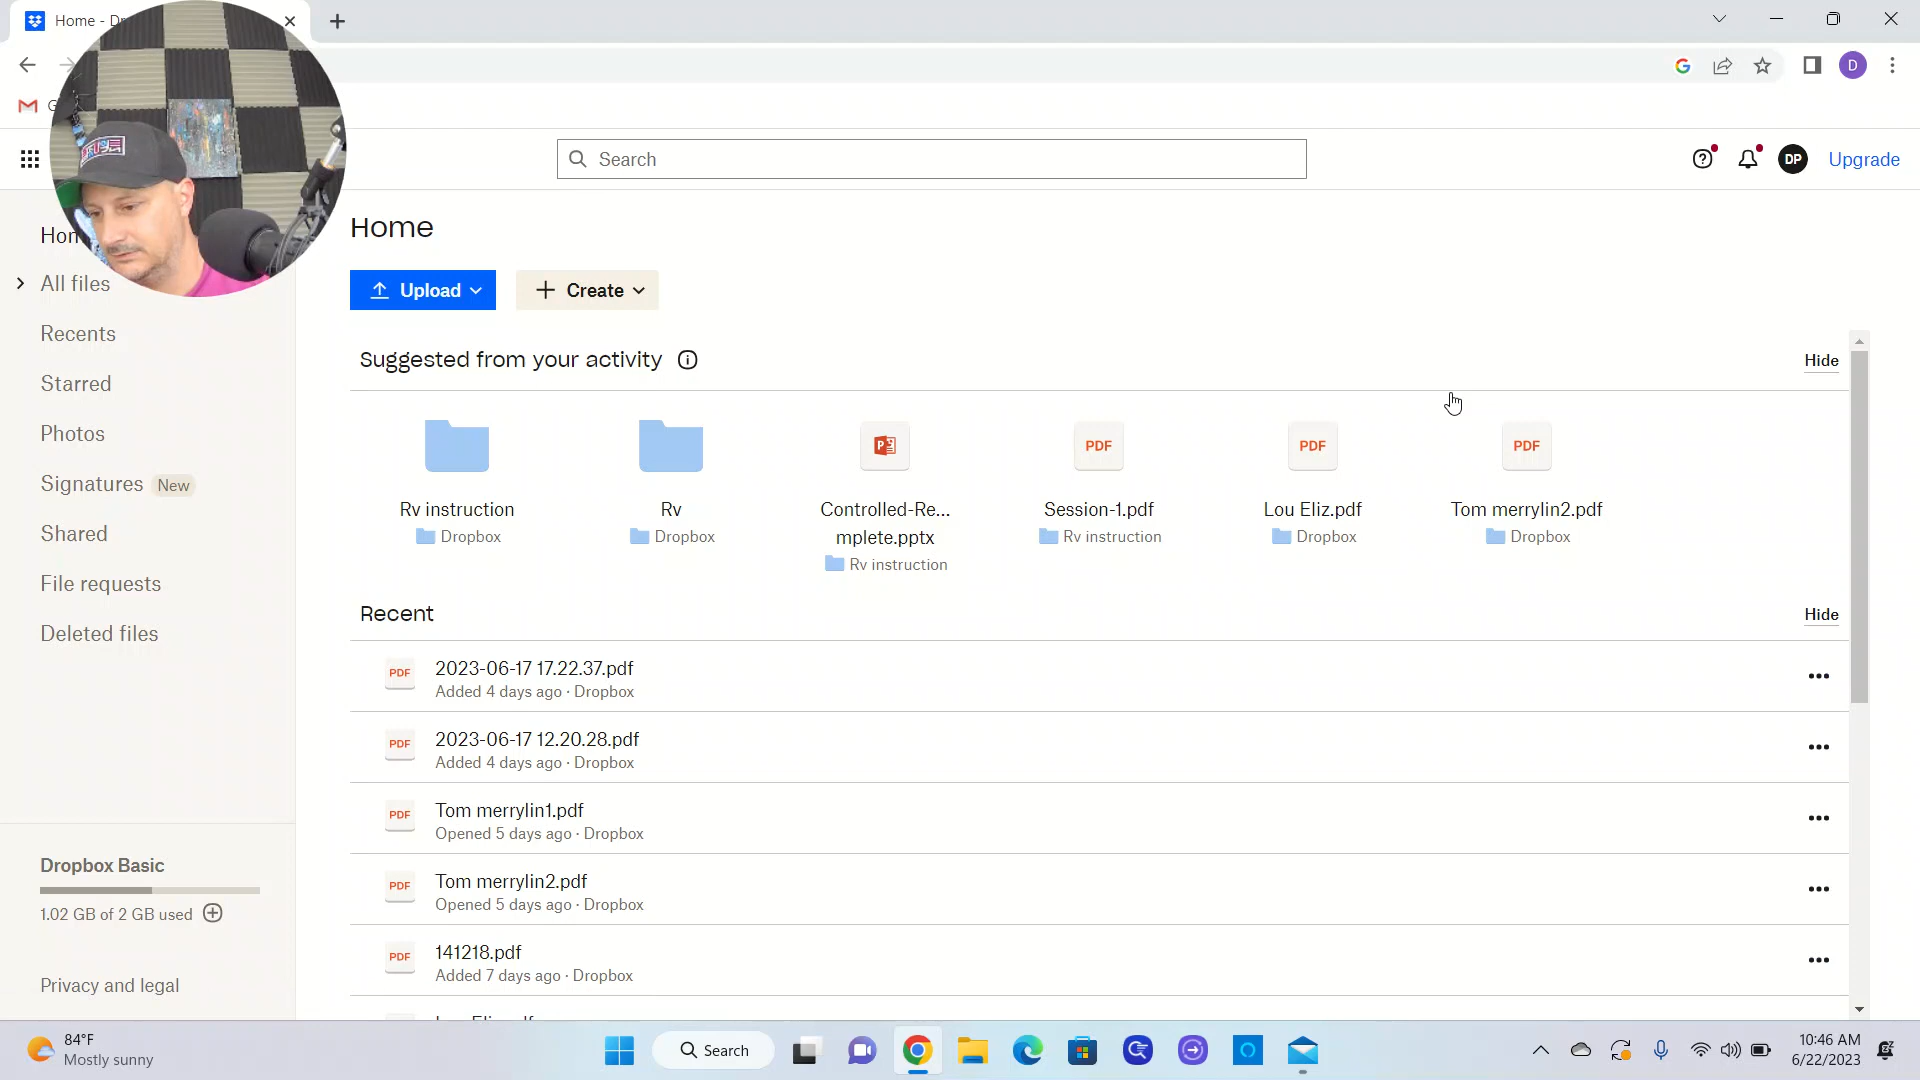 Home - Dr
G
Search
DP
Upgrade
D
Hom
All files
Recents
Starred
Photos
Signatures New
Shared
File requests
Deleted files
Dropbox Basic
1.02 GB of 2 GB used
Privacy and legal
Home
Upload
Create
Suggested from your activity
Hide
PDF
PDF
PDF
Rv instruction
Dropbox
Rv
Dropbox
Controlled-Re...
mplete.pptx
Rv instruction
Session-1.pdf
Rv instruction
Lou Eliz.pdf
Dropbox
Tom merrylin2.pdf
Dropbox
Recent
Hide
PDF
2023-06-17 17.22.37.pdf
Added 4 days ago · Dropbox
PDF
2023-06-17 12.20.28.pdf
Added 4 days ago · Dropbox
PDF
Tom merrylin1.pdf
Opened 5 days ago · Dropbox
PDF
Tom merrylin2.pdf
Opened 5 days ago · Dropbox
PDF
141218.pdf
Added 7 days ago · Dropbox
84°F
Mostly sunny
Search
10:46 AM
6/22/2023